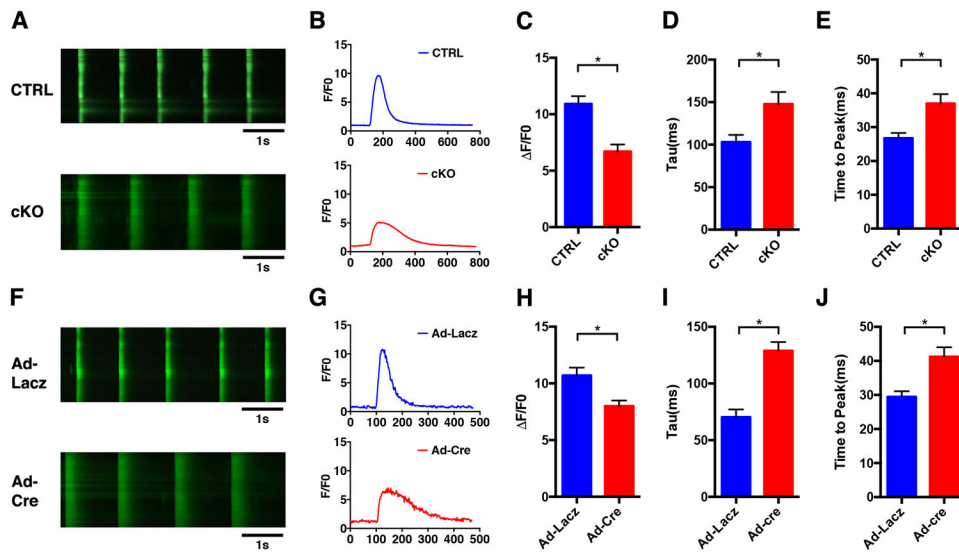 A
CTRL
1s
cKO
1s
B
F/F0
15
10
5
0
CTRL
0 200 400 600 800
F/F0
15
10
5
0
cKO
0 200 400 600 800
C
ΔF/F0
15
10
5
0
*
CTRL
cKO
D
Tau(ms)
200
150
100
50
0
*
CTRL
cKO
E
Time to Peak(ms)
50
40
30
20
10
0
*
CTRL
cKO
F
Ad-
Lacz
1s
Ad-
Cre
1s
G
F/F0
15
10
5
0
Ad-Lacz
0 100 200 300 400 500
F/F0
15
10
5
0
Ad-Cre
0 100 200 300 400 500
H
ΔF/F0
15
10
5
0
*
Ad-Lacz
Ad-Cre
I
Tau(ms)
150
100
50
0
*
Ad-Lacz
Ad-cre
J
Time to Peak(ms)
50
40
30
20
10
0
*
Ad-Lacz
Ad-Cre